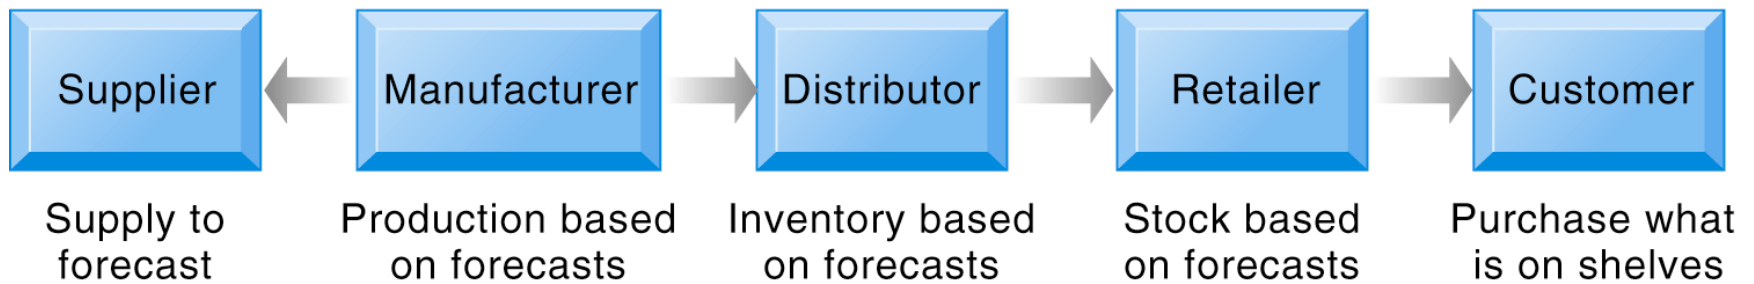 Supplier
Manufacturer
Distributor
Retailer
Customer
Supply to
forecast
Production based
on forecasts
Inventory based
on forecasts
Stock based
on forecasts
Purchase what
is on shelves